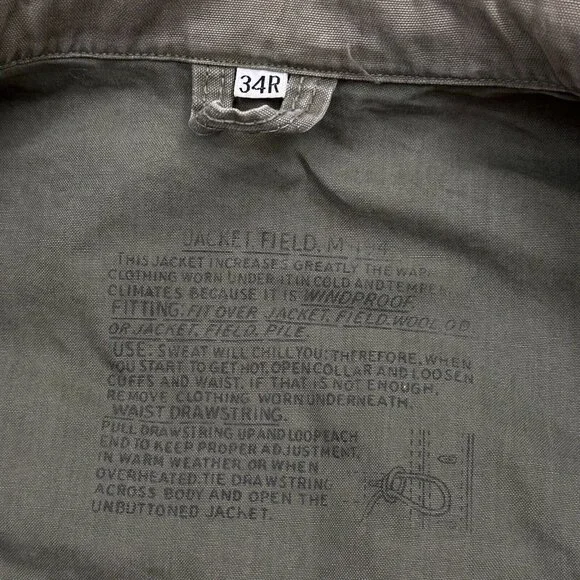 34R
JACKET, FIELD, M-
THIS JACKET INCREASES GREATLY THE
CLOTHING WORN UNDER IT IN COLD AND
CLIMATES BECAUSE IT IS WINDPROOF.
FITTING: FIT OVER JACKET, FIELD, WOOL, O.D.
OR JACKET, FIELD, PILE
USE: SWEAT WILL CHILL YOU: THEREFORE, WHEN
YOU START TO GET HOT, OPEN COLLAR AND LOOSEN
CUFFS AND WAIST. IF THAT IS NOT ENOUGH,
REMOVE CLOTHING WORN UNDERNEATH.
WAIST DRAWSTRING.
PULL DRAWSTRING UP AND LOOP EACH
END TO KEEP PROPER ADJUSTMENT.
IN WARM WEATHER OR WHEN
OVERHEATED, TIE DRAWSTRING
ACROSS BODY AND OPEN THE
UNBUTTONED JACKET.